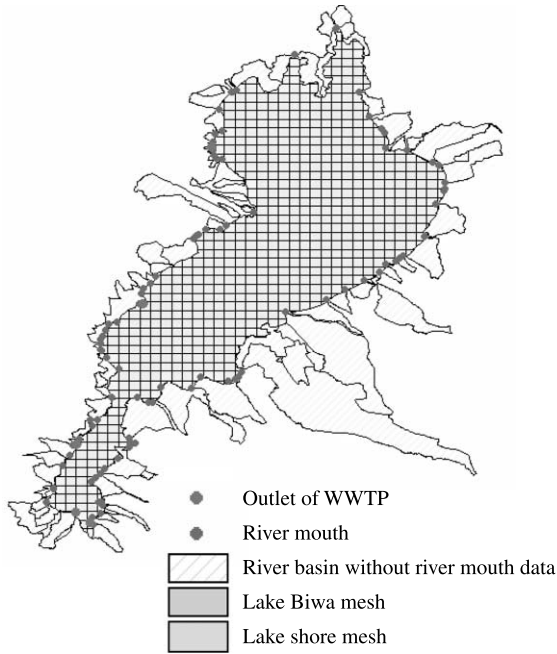 Outlet of WWTP
River mouth
River basin without river mouth data
Lake Biwa mesh
Lake shore mesh